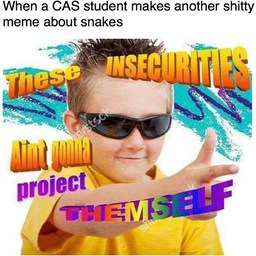 When a CAS student makes another shitty
meme about snakes
These INSECURITIES
Aint gonna
project
THEMSELF